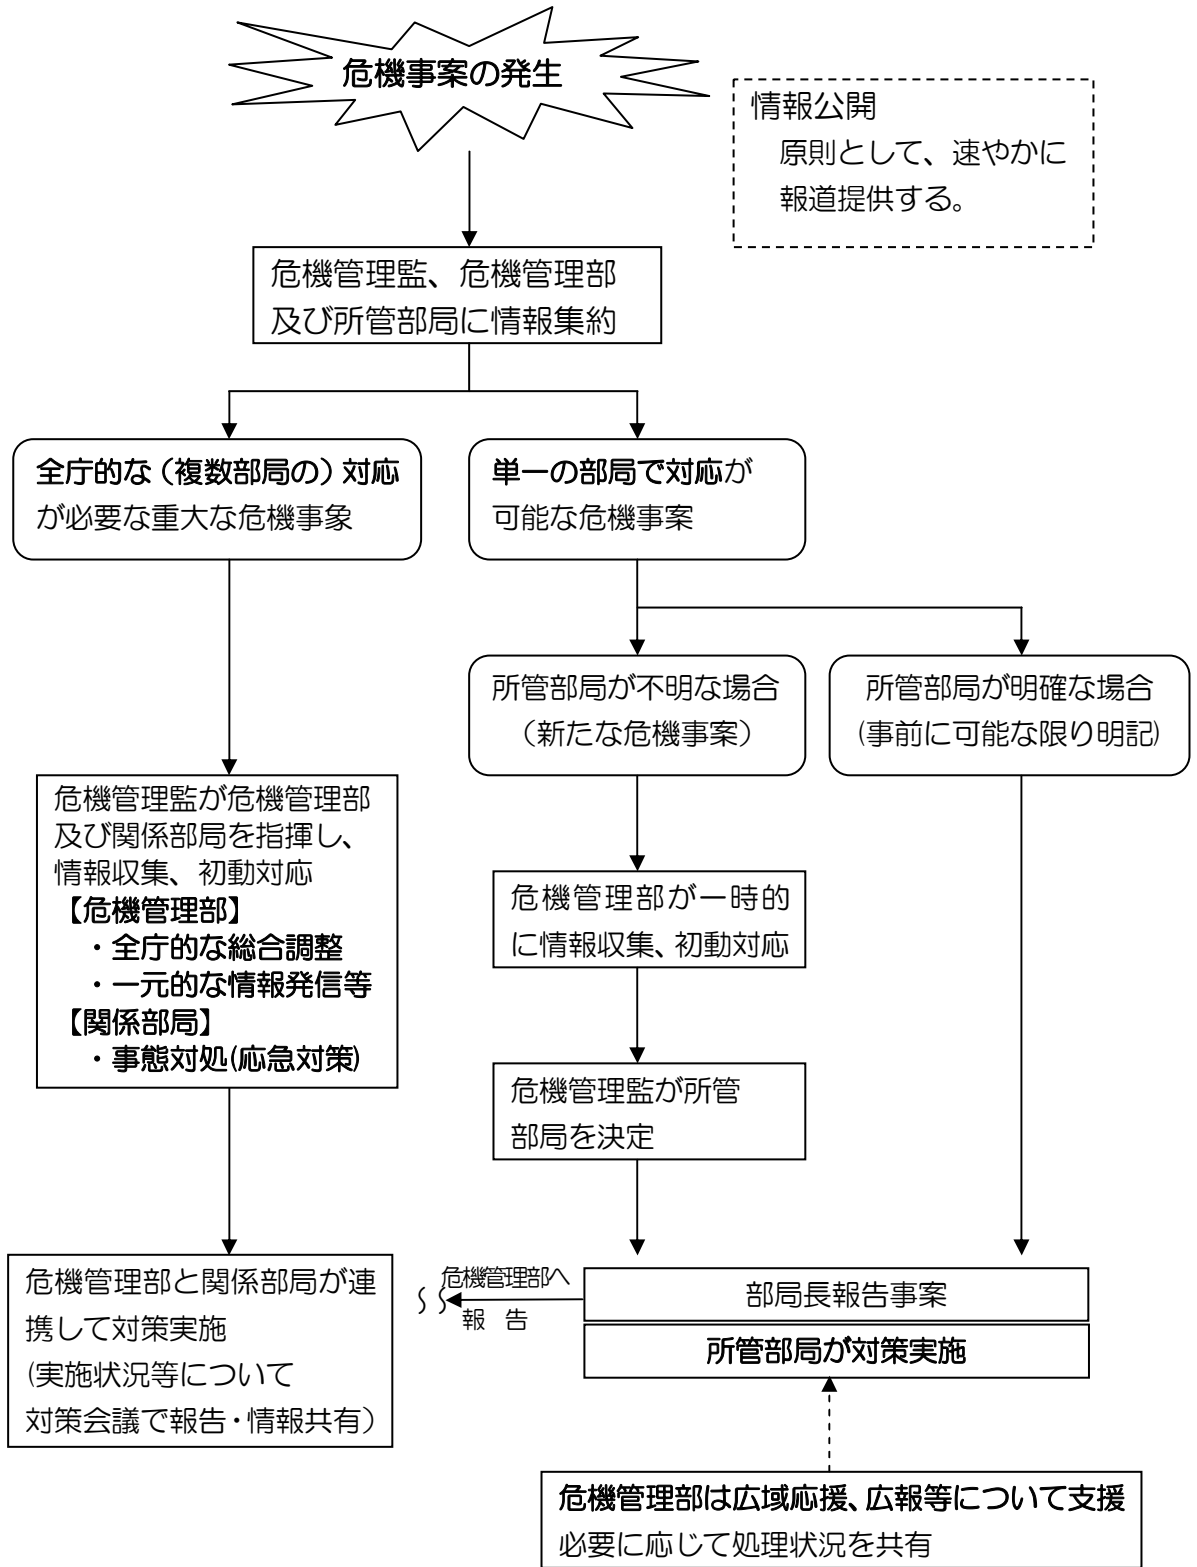 危機事案の発生
情報公開
原則として、速やかに
報道提供する。
危機管理監、危機管理部
及び所管部局に情報集約
全庁的な（複数部局の）対応
が必要な重大な危機事象
単一の部局で対応が
可能な危機事案
所管部局が不明な場合
（新たな危機事案）
所管部局が明確な場合
(事前に可能な限り明記)
危機管理監が危機管理部
及び関係部局を指揮し、
情報収集、初動対応
【危機管理部】
・全庁的な総合調整
・一元的な情報発信等
【関係部局】
・事態対処(応急対策)
危機管理部が一時的
に情報収集、初動対応
危機管理監が所管
部局を決定
危機管理部と関係部局が連
携して対策実施
(実施状況等について
対策会議で報告・情報共有）
危機管理部へ
報 告
部局長報告事案
所管部局が対策実施
危機管理部は広域応援、広報等について支援
必要に応じて処理状況を共有